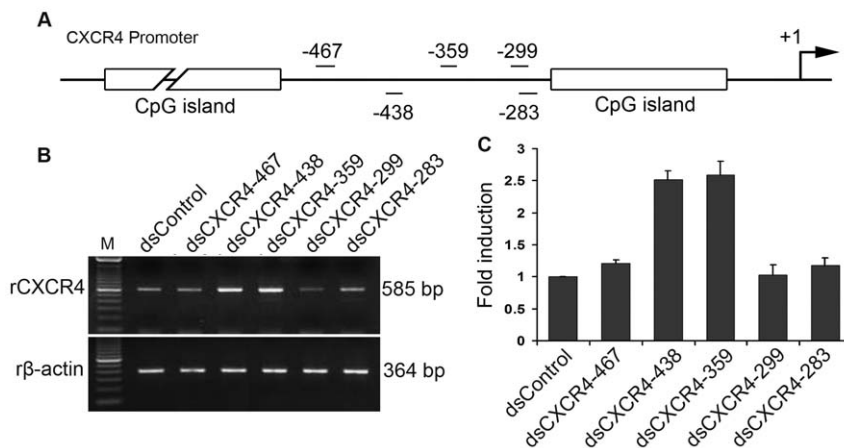 A
CXCR4 Promoter
-467
-359
-299
+1
CpG island
-438
-283
CpG island
B
M
dsControl
dsCXCR4-467
dsCXCR4-438
dsCXCR4-359
dsCXCR4-299
dsCXCR4-283
rCXCR4
585 bp
rβ-actin
364 bp
C
Fold induction
3
2.5
2
1.5
1
0.5
0
dsControl
dsCXCR4-467
dsCXCR4-438
dsCXCR4-359
dsCXCR4-299
dsCXCR4-283